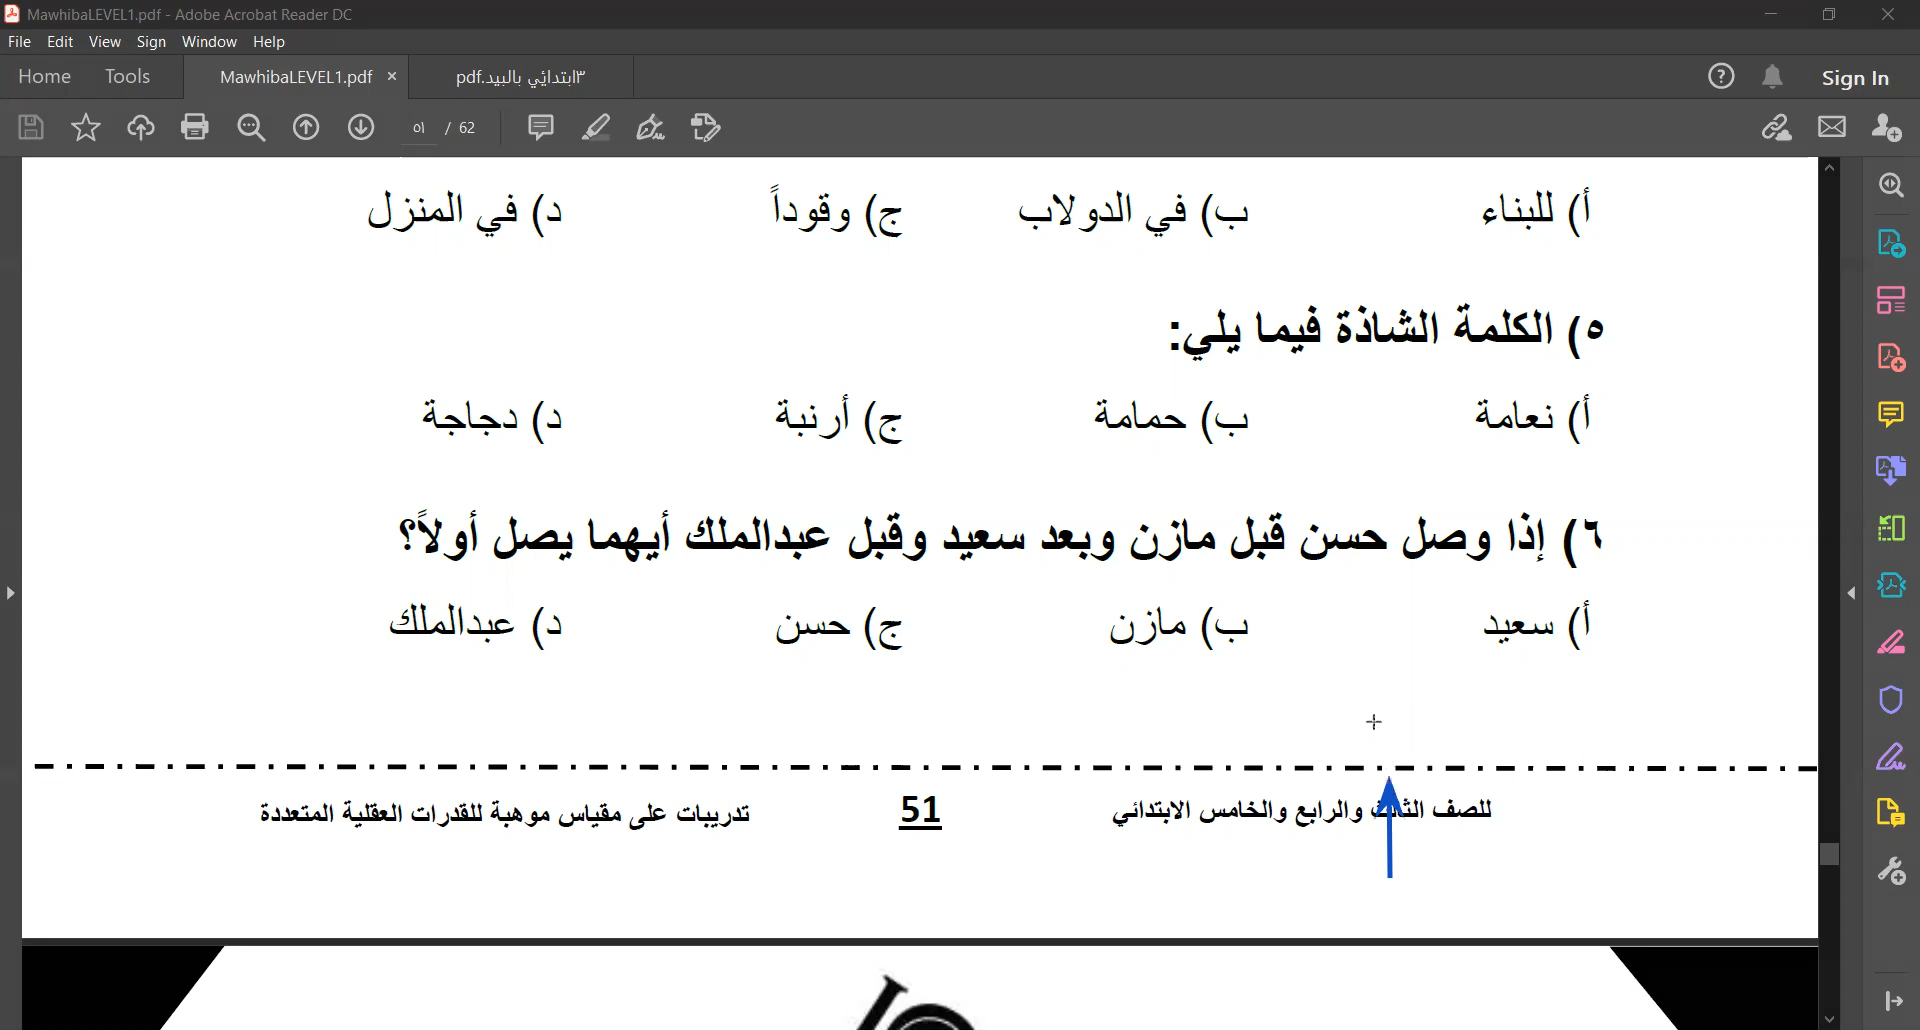 MawhibaLEVEL1.pdf - Adobe Acrobat Reader DC
File Edit View Sign Window Help
Home Tools MawhibaLEVEL1.pdf × ٣ابتدائي بالبيد.pdf Sign In
٥١ / 62
أ) للبناء ب) في الدولاب ج) وقوداً د) في المنزل
٥) الكلمة الشاذة فيما يلي:
أ) نعامة ب) حمامة ج) أرنبة د) دجاجة
٦) إذا وصل حسن قبل مازن وبعد سعيد وقبل عبدالملك أيهما يصل أولاً؟
أ) سعيد ب) مازن ج) حسن د) عبدالملك
للصف الثالث والرابع والخامس الابتدائي 51 تدريبات على مقياس موهبة للقدرات العقلية المتعددة